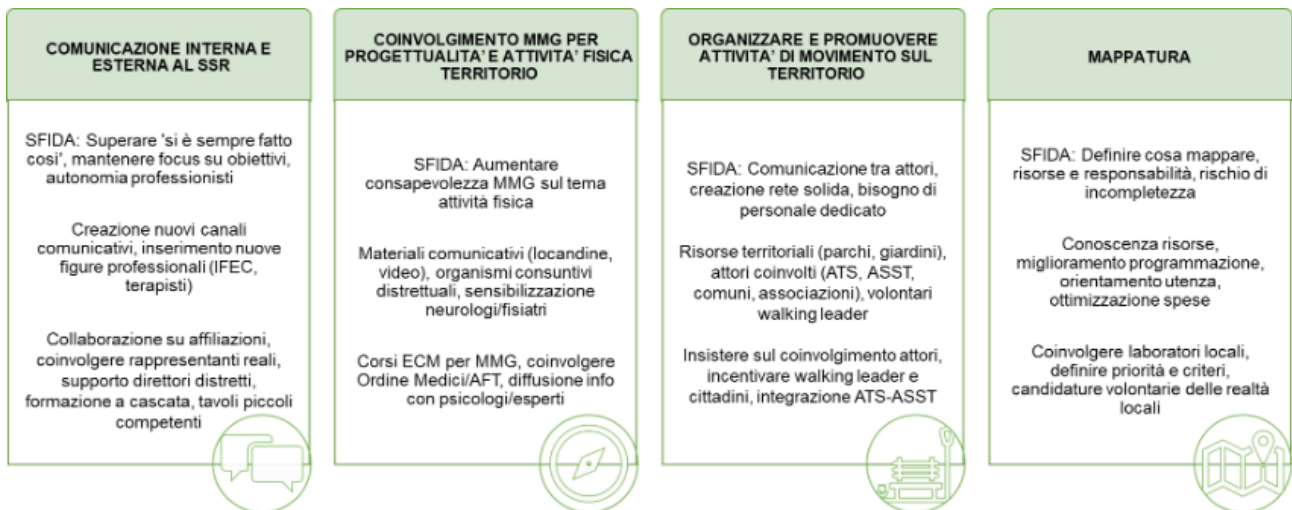 COMUNICAZIONE INTERNA E
ESTERNA AL SSR
SFIDA: Superare 'si è sempre fatto
così', mantenere focus su obiettivi,
autonomia professionisti
Creazione nuovi canali
comunicativi, inserimento nuove
figure professionali (IFEC,
terapisti)
Collaborazione su affiliazioni,
coinvolgere rappresentanti reali,
supporto direttori distretti,
formazione a cascata, tavoli piccoli
competenti
COINVOLGIMENTO MMG PER
PROGETTUALITA' E ATTIVITA' FISICA
TERRITORIO
SFIDA: Aumentare
consapevolezza MMG sul tema
attività fisica
Materiali comunicativi (locandine,
video), organismi consuntivi
distrettuali, sensibilizzazione
neurologi/fisiatri
Corsi ECM per MMG, coinvolgere
Ordine Medici/AFT, diffusione info
con psicologi/esperti
ORGANIZZARE E PROMUOVERE
ATTIVITA' DI MOVIMENTO SUL
TERRITORIO
SFIDA: Comunicazione tra attori,
creazione rete solida, bisogno di
personale dedicato
Risorse territoriali (parchi, giardini),
attori coinvolti (ATS, ASST,
comuni, associazioni), volontari
walking leader
Insistere sul coinvolgimento attori,
incentivare walking leader e
cittadini, integrazione ATS-ASST
MAPPATURA
SFIDA: Definire cosa mappare,
risorse e responsabilità, rischio di
incompletezza
Conoscenza risorse,
miglioramento programmazione,
orientamento utenza,
ottimizzazione spese
Coinvolgere laboratori locali,
definire priorità e criteri,
candidature volontarie delle realtà
locali